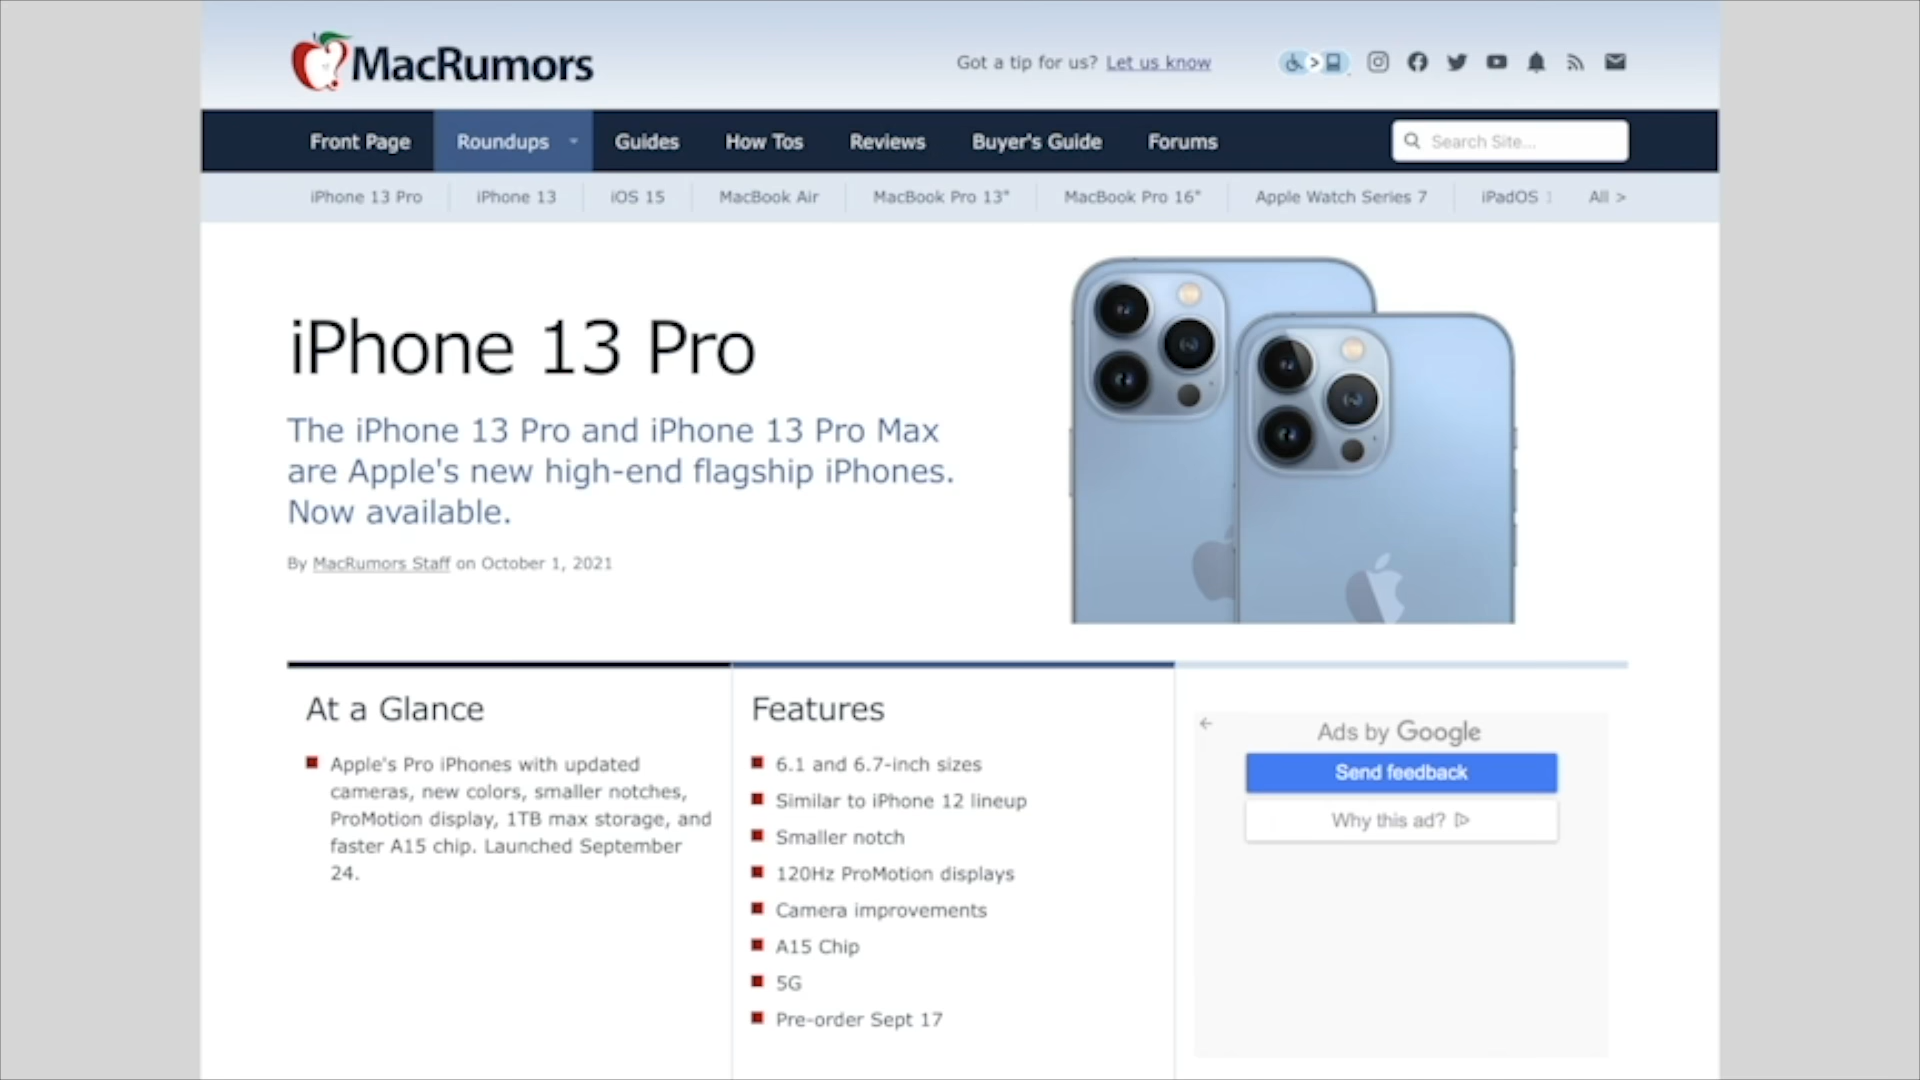 MacRumors
Got a tip for us? Let us know
Front Page Roundups Guides How Tos Reviews Buyer's Guide Forums Search Site...
iPhone 13 Pro iPhone 13 iOS 15 MacBook Air MacBook Pro 13" MacBook Pro 16" Apple Watch Series 7 iPadOS All >
iPhone 13 Pro
The iPhone 13 Pro and iPhone 13 Pro Max
are Apple's new high-end flagship iPhones.
Now available.
By MacRumors Staff on October 1, 2021
At a Glance
Apple's Pro iPhones with updated
cameras, new colors, smaller notches,
ProMotion display, 1TB max storage, and
faster A15 chip. Launched September
24.
Features
6.1 and 6.7-inch sizes
Similar to iPhone 12 lineup
Smaller notch
120Hz ProMotion displays
Camera improvements
A15 Chip
5G
Pre-order Sept 17
Ads by Google
Send feedback
Why this ad?